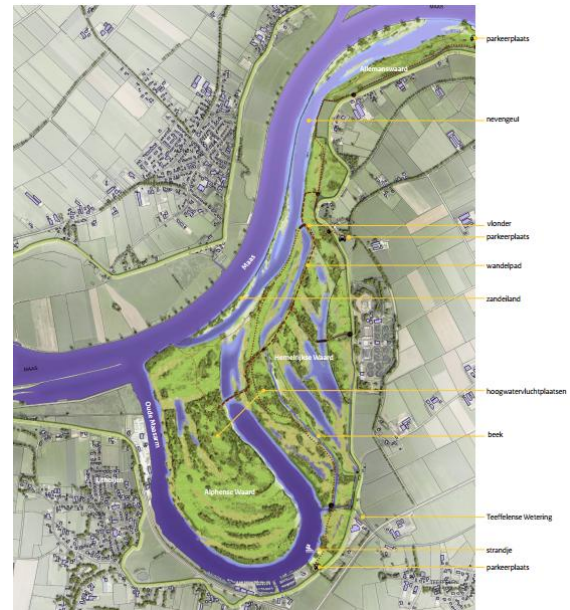 parkeerplaats
Allemanswaard
nevengeul
vlonder
parkeerplaats
Maas
wandelpad
zandeiland
Hemelrijkse Waard
MAAS
hoogwatervluchtplaatsen
Oude Maasarm
beek
Alphense Waard
Teeffelense Wetering
strandje
parkeerplaats